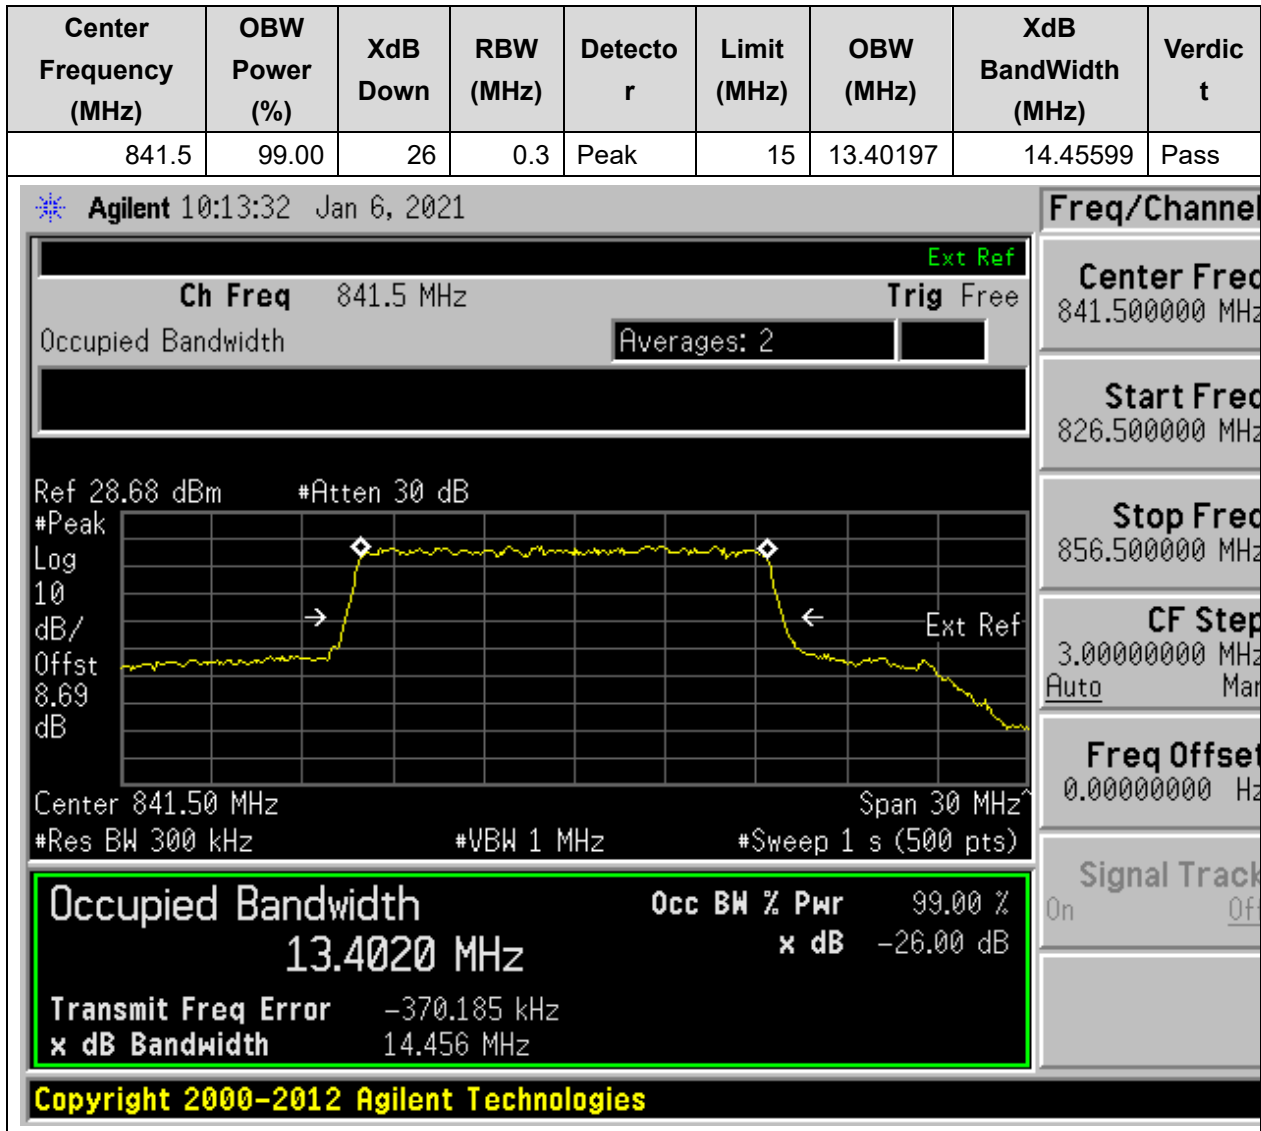 Center Frequency (MHz) OBW Power (%) XdB Down RBW (MHz) Detecto r Limit (MHz) OBW (MHz) XdB BandWidth (MHz) Verdic t
841.5 99.00 26 0.3 Peak 15 13.40197 14.45599 Pass
Agilent 10:13:32 Jan 6, 2021
Freq/Channel
Ext Ref
Ch Freq 841.5 MHz Trig Free
Occupied Bandwidth Averages: 2
Center Freq
841.500000 MHz
Start Freq
826.500000 MHz
Stop Freq
856.500000 MHz
CF Step
3.00000000 MHz
Auto Man
Freq Offset
0.00000000 Hz
Signal Track
On Off
Ref 28.68 dBm #Atten 30 dB
#Peak
Log
10
dB/
Offst
8.69
dB
Ext Ref
Center 841.50 MHz Span 30 MHz^
#Res BW 300 kHz #VBW 1 MHz #Sweep 1 s (500 pts)
Occupied Bandwidth Occ BW % Pwr 99.00 %
13.4020 MHz x dB -26.00 dB
Transmit Freq Error -370.185 kHz
x dB Bandwidth 14.456 MHz
Copyright 2000-2012 Agilent Technologies